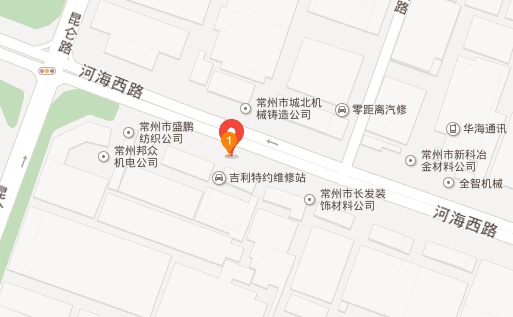 昆仑路
路
河海西路
常州市城北机
械铸造公司
零距离汽修
常州市盛鹏
纺织公司
华海通讯
1
常州邦众
机电公司
常州市新科冶
金材料公司
吉利特约维修站
全智机械
常州市长发装
饰材料公司
河海西路
昆